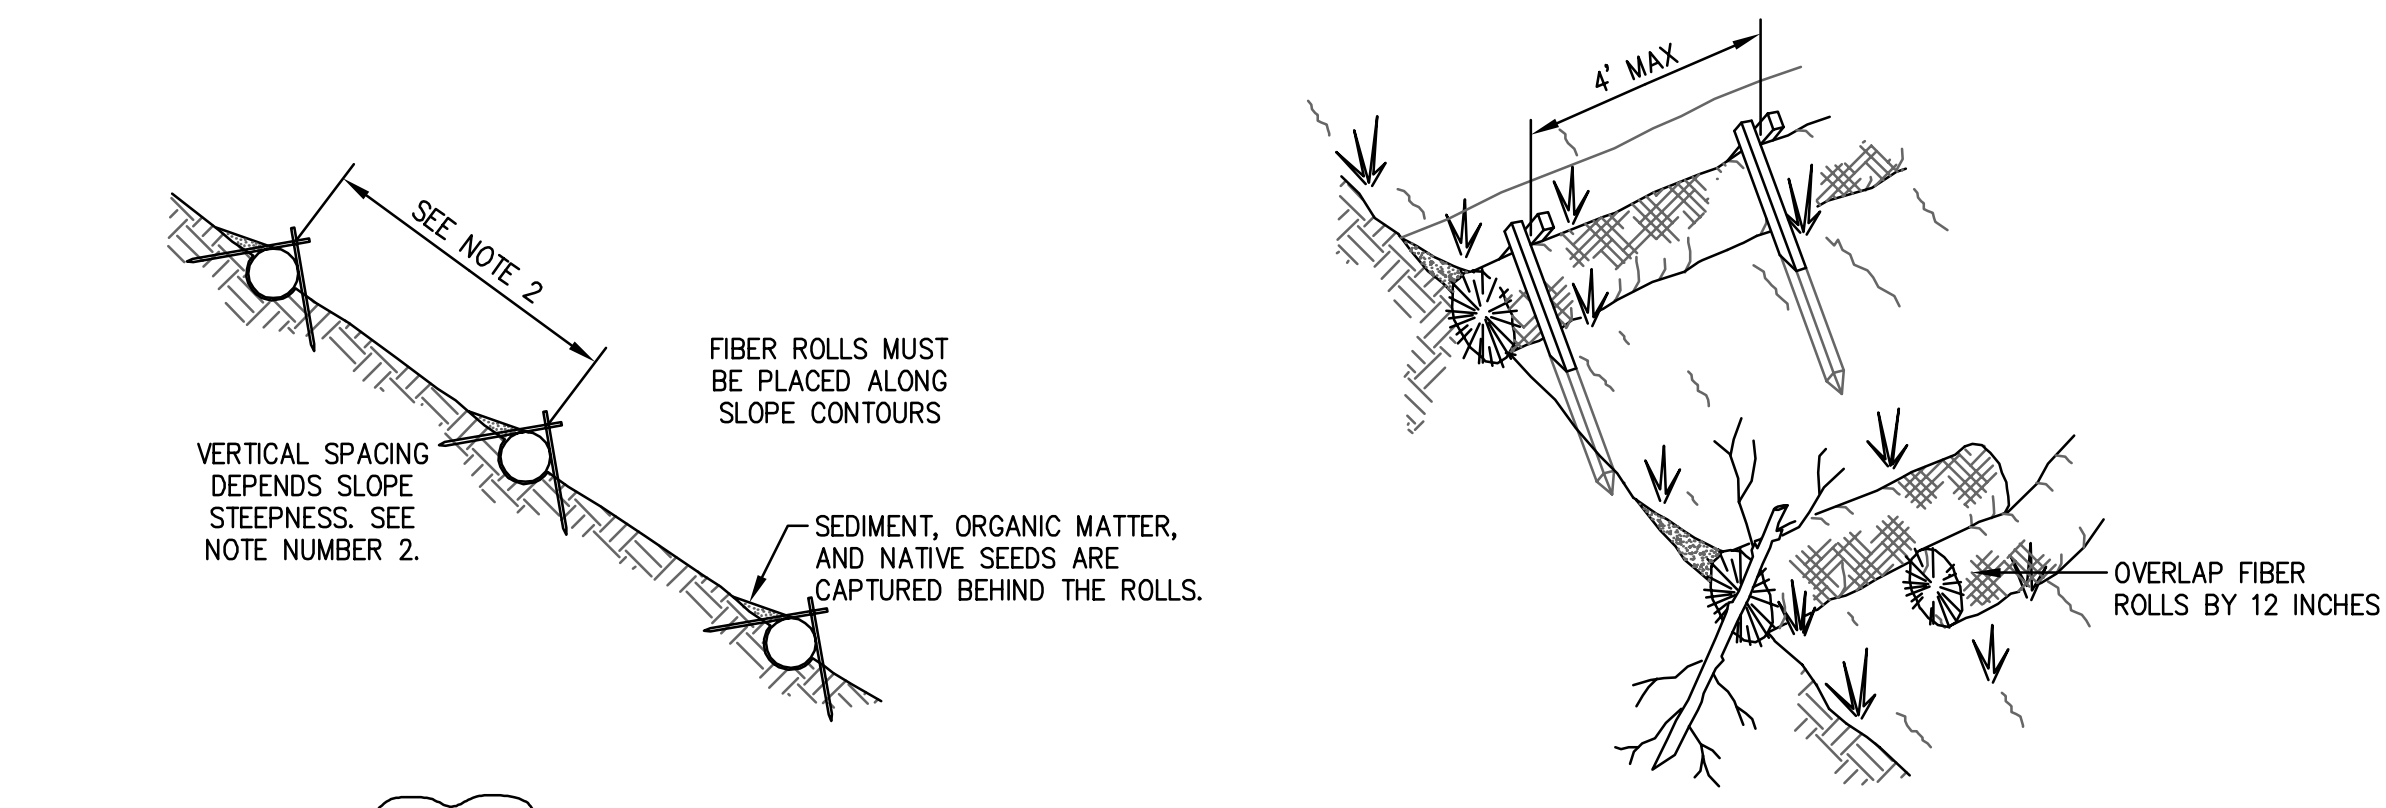 4' MAX
SEE NOTE 2
FIBER ROLLS MUST
BE PLACED ALONG
SLOPE CONTOURS
VERTICAL SPACING
DEPENDS SLOPE
STEEPNESS. SEE
NOTE NUMBER 2.
SEDIMENT, ORGANIC MATTER,
AND NATIVE SEEDS ARE
CAPTURED BEHIND THE ROLLS.
OVERLAP FIBER
ROLLS BY 12 INCHES